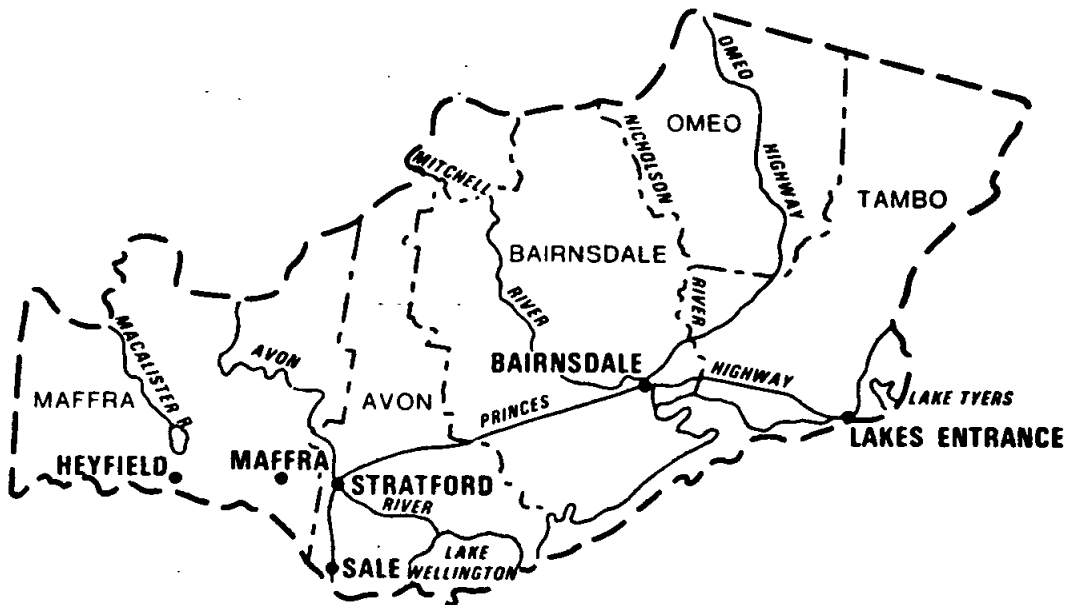 OMEO
HIGHWAY
OMEO
NICHOLSON
RIVER
MITCHELL
RIVER
TAMBO
BAIRNSDALE
MACALISTER R
AVON
MAFFRA
AVON
BAIRNSDALE
HIGHWAY
PRINCES
LAKE TYERS
LAKES ENTRANCE
HEYFIELD
MAFFRA
STRATFORD
RIVER
SALE
LAKE
WELLINGTON